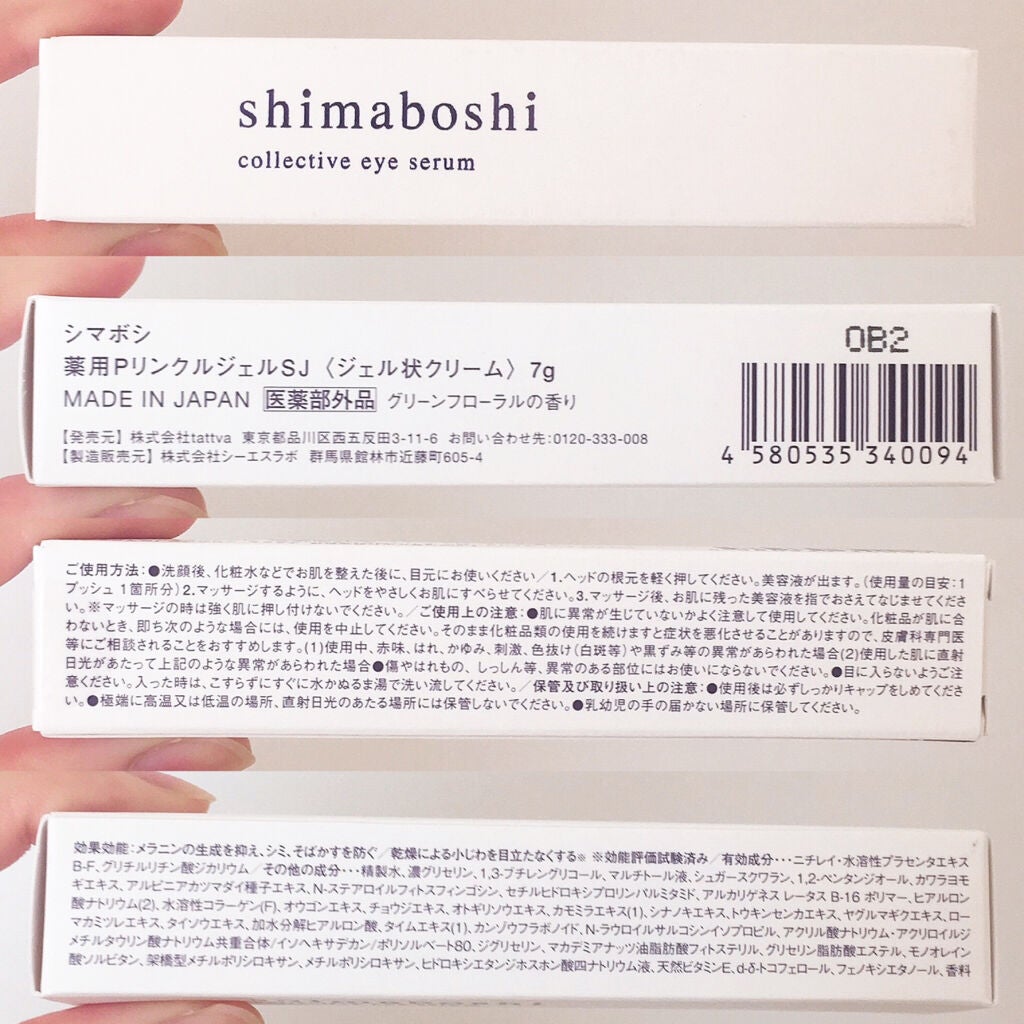 shimaboshi
collective eye serum
シマボシ
薬用PリンクルジェルSJ〈ジェル状クリーム〉 7g
MADE IN JAPAN 医薬部外品 グリーンフローラルの香り
【発売元】株式会社tattva 東京都品川区西五反田3-11-6 お問い合わせ先:0120-333-008
【製造販売元】株式会社シーエスラボ 群馬県館林市近藤町605-4
OB2
4 580535 340094
ご使用方法:●洗顔後、化粧水などでお肌を整えた後に、目元にお使いください/1.ヘッドの根元を軽く押してください。美容液が出ます。(使用量の目安:1
プッシュ 1箇所分)2.マッサージするように、ヘッドをやさしくお肌にすべらせてください。3.マッサージ後、お肌に残った美容液を指でおさえてなじませてくださ
い。※マッサージの時は強く肌に押し付けないでください。/ご使用上の注意:●肌に異常が生じていないかよく注意して使用してください。化粧品が肌に合
わないとき、即ち次のような場合には、使用を中止してください。そのまま化粧品類の使用を続けますと症状を悪化させることがありますので、皮膚科専門医
等にご相談されることをおすすめします。(1)使用中、赤味、はれ、かゆみ、刺激、色抜け(白斑等)や黒ずみ等の異常があらわれた場合(2)使用した肌に直射
日光があたって上記のような異常があらわれた場合●傷やはれもの、しっしん等、異常のある部位にはお使いにならないでください。●目に入らないようご注
意ください。入った時は、こすらずにすぐに水かぬるま湯で洗い流してください。/保管及び取り扱い上の注意:●使用後は必ずしっかりキャップをしめてくださ
い。●極端に高温又は低温の場所、直射日光のあたる場所には保管しないでください。●乳幼児の手の届かない場所に保管してください。
効果効能:メラニンの生成を抑え、シミ、そばかすを防ぐ/乾燥による小じわを目立たなくする※ ※効能評価試験済み/有効成分・・・ニチレイ・水溶性プラセンタエキス
B-F、グリチルリチン酸ジカリウム/その他の成分・・・精製水、濃グリセリン、1,3-ブチレングリコール、マルチトール液、シュガースクワラン、1,2-ペンタンジオール、カワラヨモ
ギエキス、アルピニアカツマダイ種子エキス、N-ステアロイルフィトスフィンゴシン、セチルヒドロキシプロリンパルミタミド、アルカリゲネス レータス B-16 ポリマー、ヒアルロン
酸ナトリウム(2)、水溶性コラーゲン(F)、オウゴンエキス、チョウジエキス、オトギリソウエキス、カモミラエキス(1)、シナノキエキス、トウキンセンカエキス、ヤグルマギクエキス、ロー
マカミツレエキス、タイソウエキス、加水分解ヒアルロン酸、タイムエキス(1)、カンゾウフラボノイド、N-ラウロイルサルコシンイソプロピル、アクリル酸ナトリウム・アクリロイルジ
メチルタウリン酸ナトリウム共重合体/イソヘキサデカン/ポリソルベート80、ジグリセリン、マカデミアナッツ油脂肪酸フィトステリル、グリセリン脂肪酸エステル、モノオレイン
酸ソルビタン、架橋型メチルポリシロキサン、メチルポリシロキサン、ヒドロキシエタンジホスホン酸四ナトリウム液、天然ビタミンE、d-δ-トコフェロール、フェノキシエタノール、香料